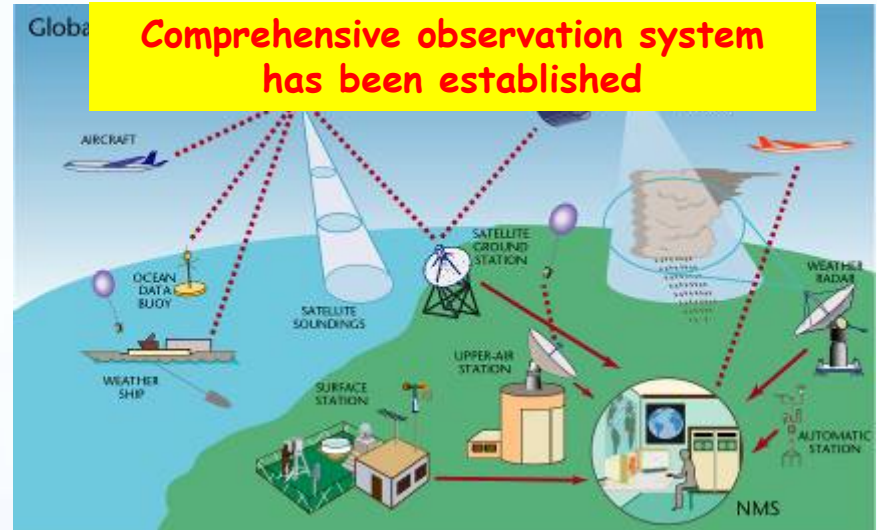 Comprehensive observation system
has been established
AIRCRAFT
OCEAN
DATA
BUOY
WEATHER
SHIP
SATELLITE
SOUNDINGS
SATELLITE
GROUND
STATION
UPPER-AIR
STATION
SURFACE
STATION
WEATHER
RADAR
AUTOMATIC
STATION
NMS